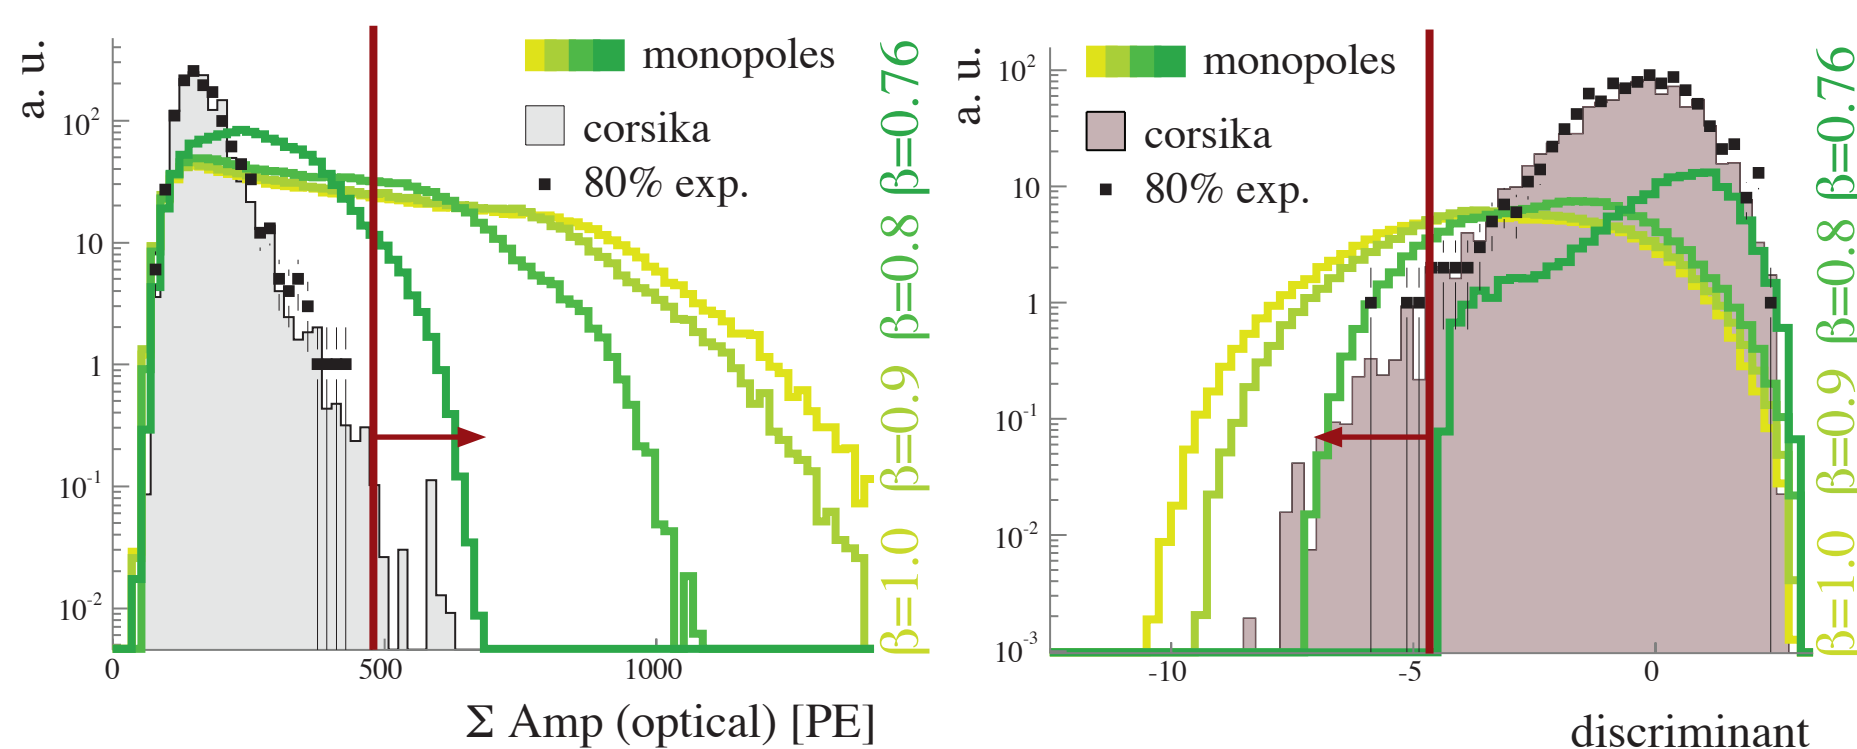 a. u.
monopoles
corsika
80% exp.
10²
10
1
10⁻¹
10⁻²
0
500
1000
Σ Amp (optical) [PE]
β=1.0 β=0.9 β=0.8 β=0.76
a. u.
monopoles
corsika
80% exp.
10²
10
1
10⁻¹
10⁻²
10⁻³
-10
-5
0
discriminant
β=1.0 β=0.9 β=0.8 β=0.76